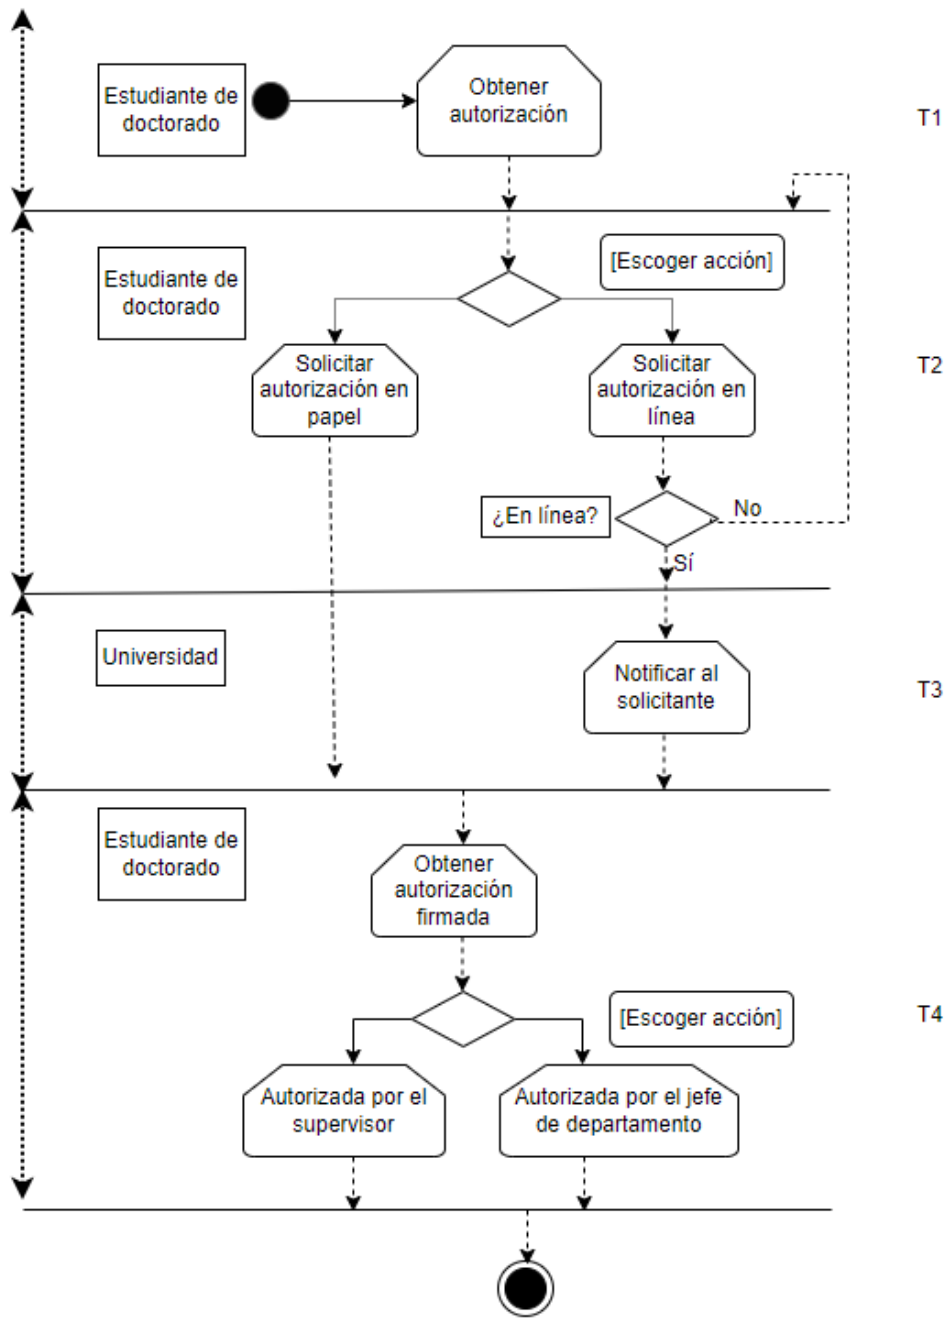 Estudiante de
doctorado
Obtener
autorización
T1
Estudiante de
doctorado
[Escoger acción]
Solicitar
autorización en
papel
Solicitar
autorización en
línea
T2
¿En línea?
No
Sí
Universidad
Notificar al
solicitante
T3
Estudiante de
doctorado
Obtener
autorización
firmada
[Escoger acción]
T4
Autorizada por el
supervisor
Autorizada por el jefe
de departamento